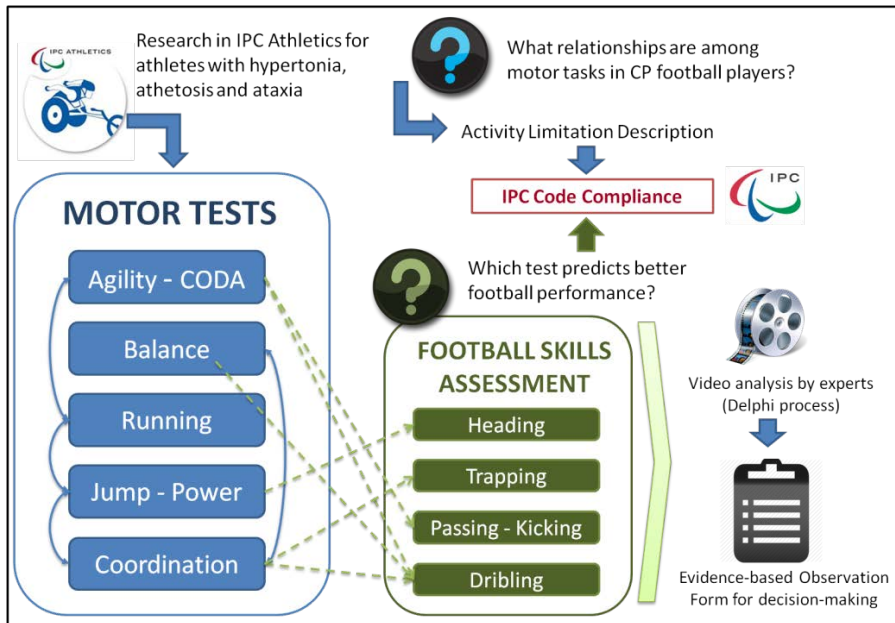 IPC ATHLETICS
Research in IPC Athletics for
athletes with hypertonia,
athetosis and ataxia
What relationships are among
motor tasks in CP football players?
Activity Limitation Description
IPC Code Compliance
IPC
MOTOR TESTS
Agility - CODA
Balance
Running
Jump - Power
Coordination
Which test predicts better
football performance?
FOOTBALL SKILLS
ASSESSMENT
Heading
Trapping
Passing - Kicking
Dribling
Video analysis by experts
(Delphi process)
Evidence-based Observation
Form for decision-making